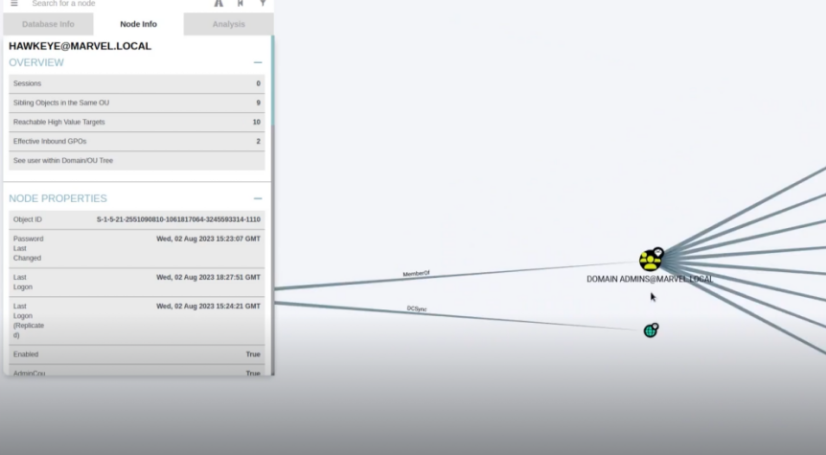 Search for a node
Database Info
Node Info
Analysis
HAWKEYE@MARVEL.LOCAL
OVERVIEW
Sessions 0
Sibling Objects in the Same OU 9
Reachable High Value Targets 10
Effective Inbound GPOs 2
See user within Domain/OU Tree
NODE PROPERTIES
Object ID S-1-5-21-2551090810-1061817064-3245593314-1110
Password Wed, 02 Aug 2023 15:23:07 GMT
Last
Changed
Last Wed, 02 Aug 2023 18:27:51 GMT
Logon
Last Wed, 02 Aug 2023 15:24:21 GMT
Logon
(Replicate
d)
Enabled True
AdminCou True
MemberOf
DCSync
DOMAIN ADMINS@MARVEL.LOCAL